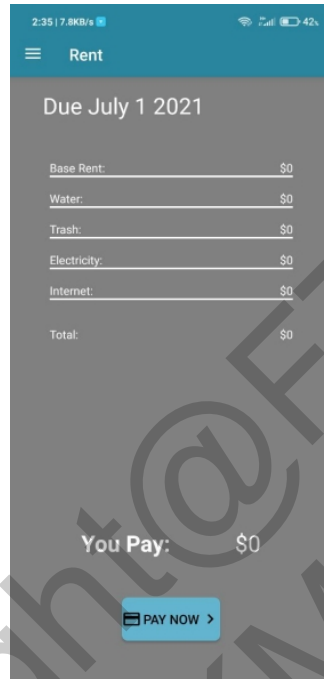 2:35 | 7.8KB/s
42%
Rent
Due July 1 2021
Base Rent: $0
Water: $0
Trash: $0
Electricity: $0
Internet: $0
Total: $0
You Pay: $0
PAY NOW >